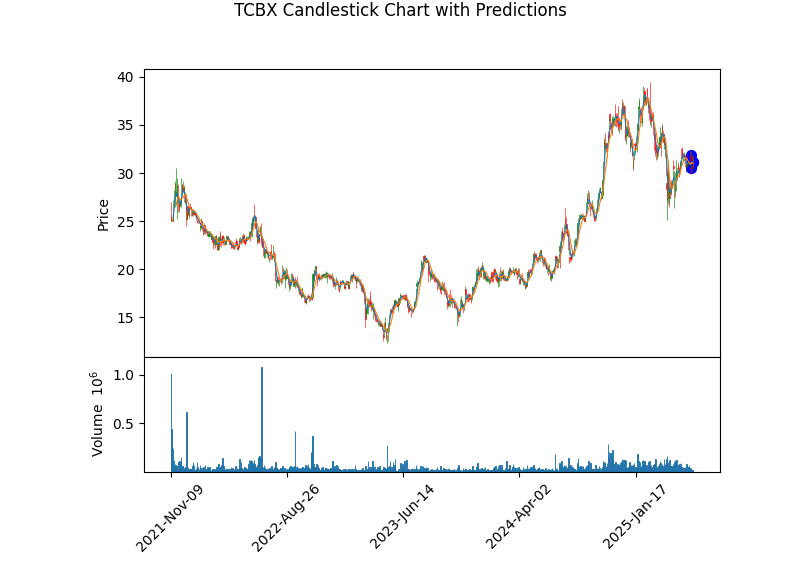 TCBX Candlestick Chart with Predictions
40
35
30
25
20
15
Price
1.0
0.5
Volume 10^6
2021-Nov-09
2022-Aug-26
2023-Jun-14
2024-Apr-02
2025-Jan-17